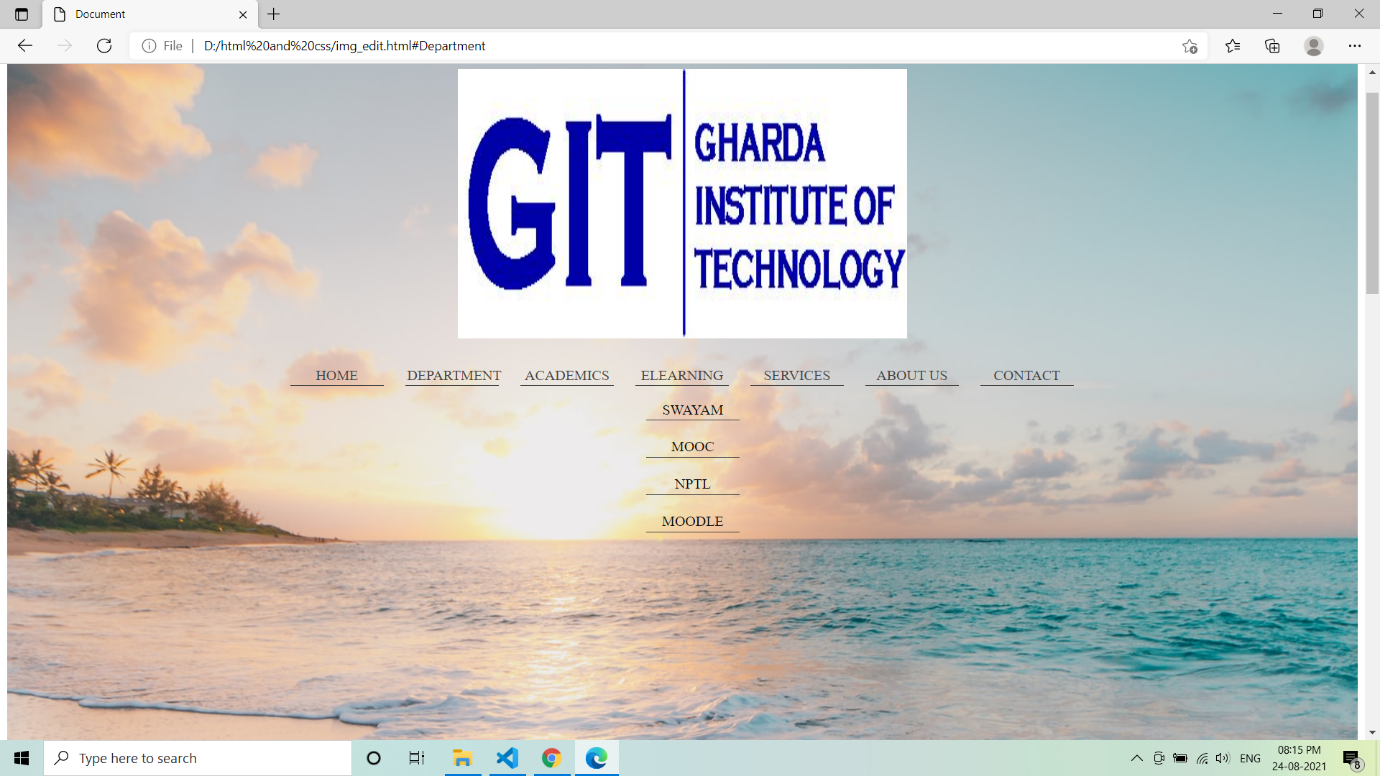 Document
File
D:/html%20and%20css/img_edit.html#Department
GIT
GHARDA
INSTITUTE OF
TECHNOLOGY
HOME DEPARTMENT ACADEMICS ELEARNING SERVICES ABOUT US CONTACT
SWAYAM
MOOC
NPTL
MOODLE
Type here to search
ENG
08:15 PM
24-08-2021
8